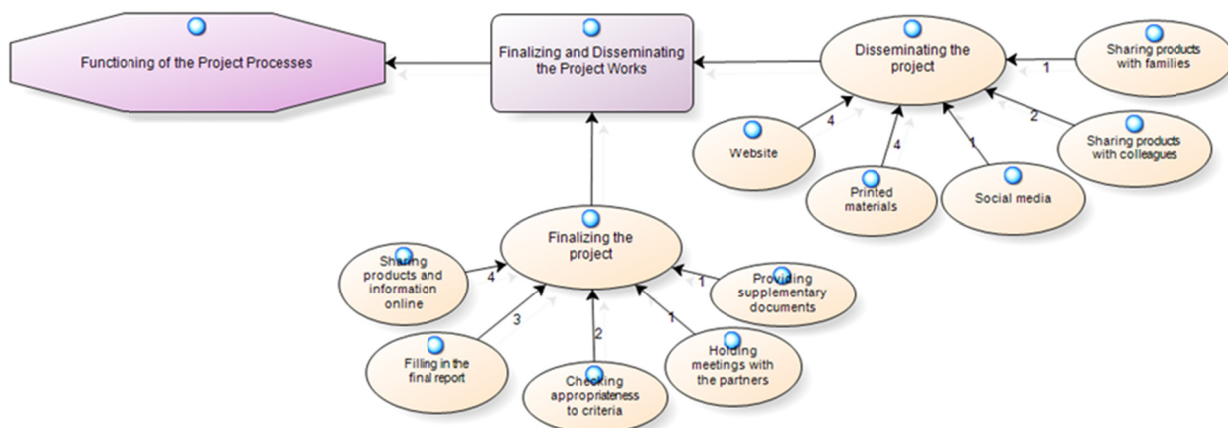 Functioning of the Project Processes
Finalizing and Disseminating
the Project Works
Disseminating the
project
Sharing products
with families
1
2
Sharing products
with colleagues
4
Website
4
Printed
materials
1
Social media
Finalizing the
project
Sharing
products and
information
online
4
3
Filling in the
final report
2
Checking
appropriateness
to criteria
1
Holding
meetings with
the partners
1
Providing
supplementary
documents